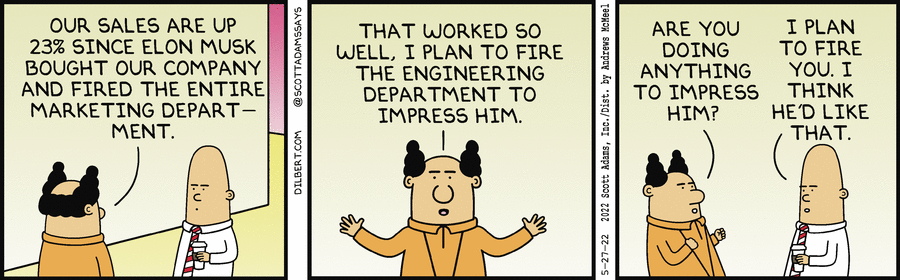 OUR SALES ARE UP
23% SINCE ELON MUSK
BOUGHT OUR COMPANY
AND FIRED THE ENTIRE
MARKETING DEPART–
MENT.
DILBERT.COM @SCOTTADAMSSAYS
THAT WORKED SO
WELL, I PLAN TO FIRE
THE ENGINEERING
DEPARTMENT TO
IMPRESS HIM.
5-27-22 2022 Scott Adams, Inc./Dist. by Andrews McMeel
ARE YOU
DOING
ANYTHING
TO IMPRESS
HIM?
I PLAN
TO FIRE
YOU. I
THINK
HE'D LIKE
THAT.